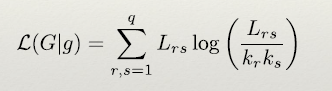 $\mathcal{L}(G|g) = \sum_{r,s=1}^{q} L_{rs} \log \left( \frac{L_{rs}}{k_r k_s} \right)$